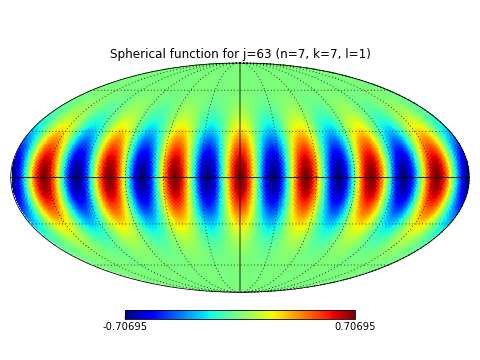 Spherical function for j=63 (n=7, k=7, l=1)
-0.70695 0.70695